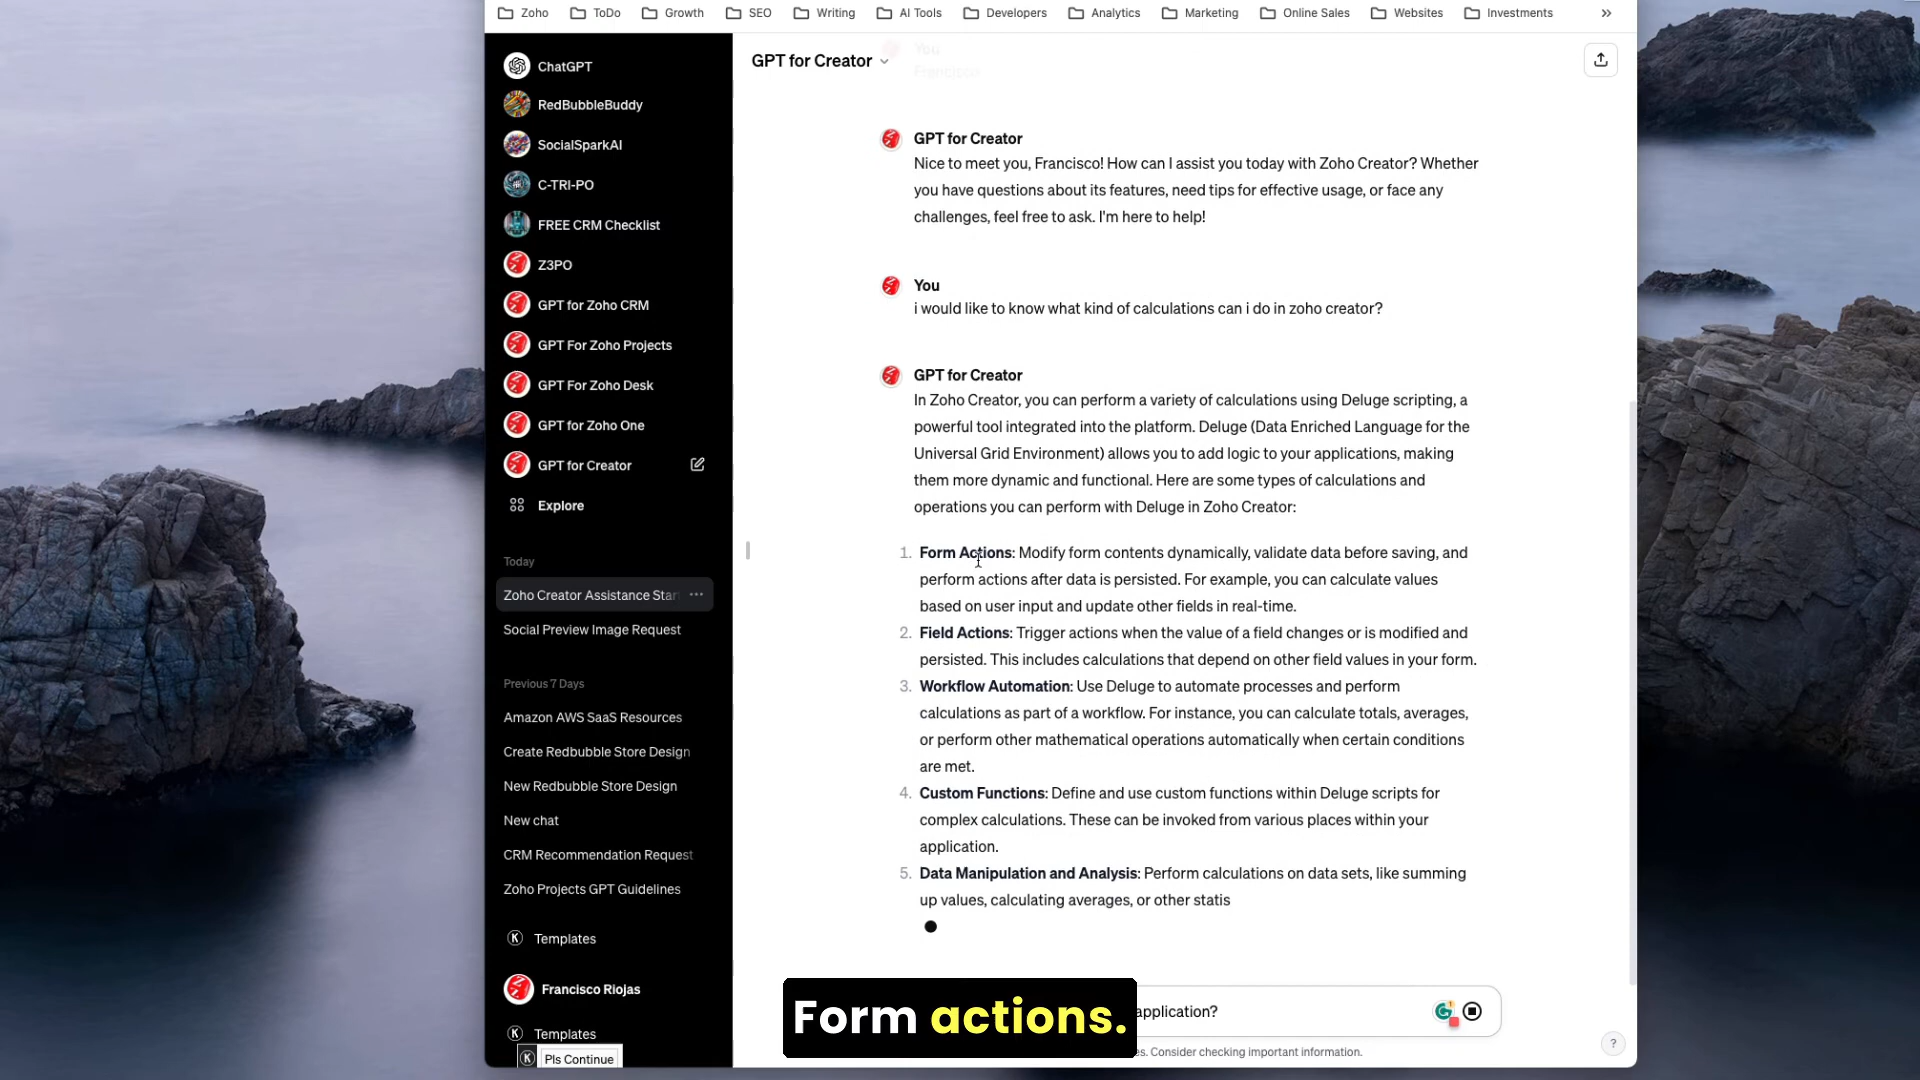 Zoho
ToDo
Growth
SEO
Writing
AI Tools
Developers
Analytics
Marketing
Online Sales
Websites
Investments
ChatGPT
RedBubbleBuddy
SocialSparkAI
C-TRI-PO
FREE CRM Checklist
Z3PO
GPT for Zoho CRM
GPT For Zoho Projects
GPT For Zoho Desk
GPT for Zoho One
GPT for Creator
Explore
Today
Zoho Creator Assistance Star
Social Preview Image Request
Previous 7 Days
Amazon AWS SaaS Resources
Create Redbubble Store Design
New Redbubble Store Design
New chat
CRM Recommendation Request
Zoho Projects GPT Guidelines
Templates
Francisco Riojas
Templates
Pls Continue
GPT for Creator
You
Francisco
GPT for Creator
Nice to meet you, Francisco! How can I assist you today with Zoho Creator? Whether
you have questions about its features, need tips for effective usage, or face any
challenges, feel free to ask. I'm here to help!
You
i would like to know what kind of calculations can i do in zoho creator?
GPT for Creator
In Zoho Creator, you can perform a variety of calculations using Deluge scripting, a
powerful tool integrated into the platform. Deluge (Data Enriched Language for the
Universal Grid Environment) allows you to add logic to your applications, making
them more dynamic and functional. Here are some types of calculations and
operations you can perform with Deluge in Zoho Creator:
1. Form Actions: Modify form contents dynamically, validate data before saving, and
perform actions after data is persisted. For example, you can calculate values
based on user input and update other fields in real-time.
2. Field Actions: Trigger actions when the value of a field changes or is modified and
persisted. This includes calculations that depend on other field values in your form.
3. Workflow Automation: Use Deluge to automate processes and perform
calculations as part of a workflow. For instance, you can calculate totals, averages,
or perform other mathematical operations automatically when certain conditions
are met.
4. Custom Functions: Define and use custom functions within Deluge scripts for
complex calculations. These can be invoked from various places within your
application.
5. Data Manipulation and Analysis: Perform calculations on data sets, like summing
up values, calculating averages, or other statis
application?
Form actions.
Consider checking important information.
?